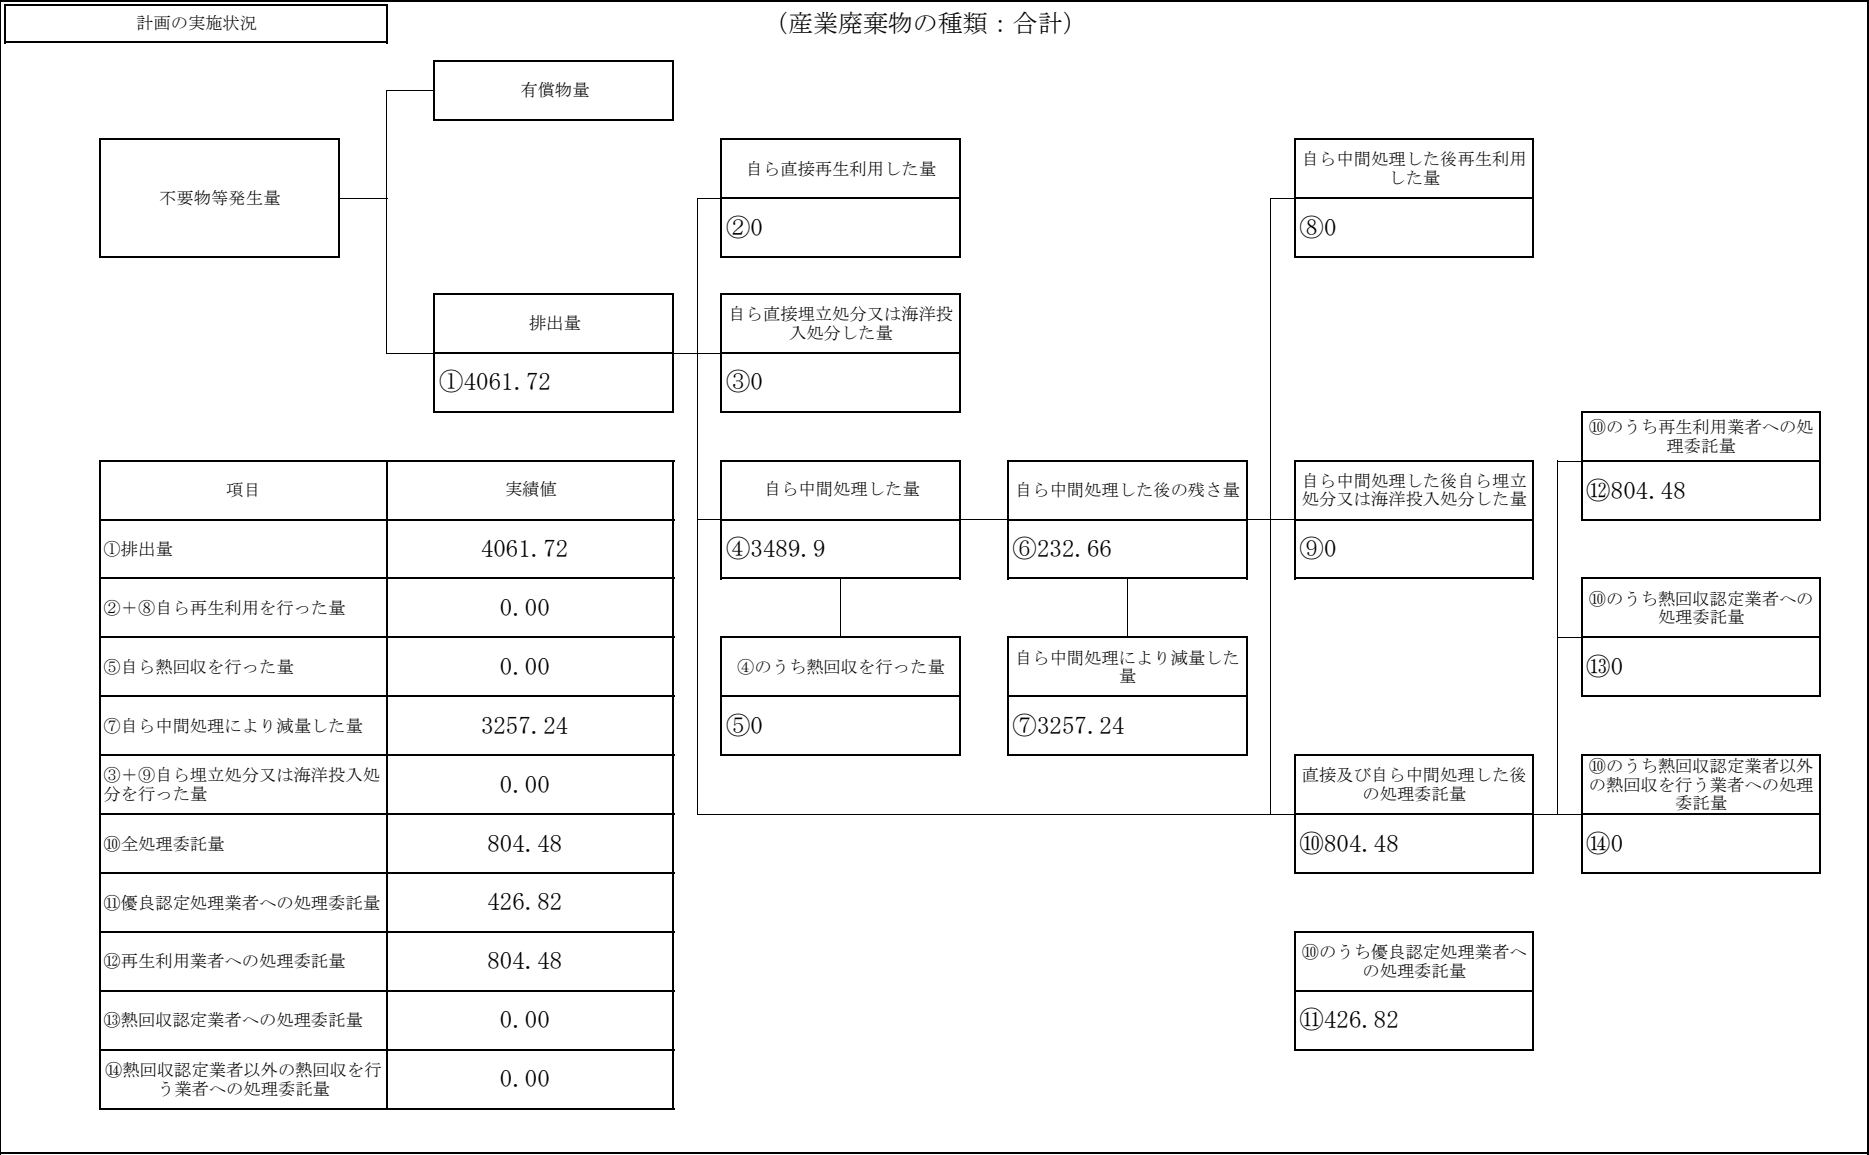 計画の実施状況
（産業廃棄物の種類：合計）
有償物量
不要物等発生量
自ら直接再生利用した量
②0
自ら中間処理した後再生利用
した量
⑧0
排出量
①4061.72
自ら直接埋立処分又は海洋投
入処分した量
③0
⑩のうち再生利用業者への処
理委託量
⑫804.48
項目
実績値
①排出量
4061.72
②＋⑧自ら再生利用を行った量
0.00
⑤自ら熱回収を行った量
0.00
⑦自ら中間処理により減量した量
3257.24
③＋⑨自ら埋立処分又は海洋投入処
分を行った量
0.00
⑩全処理委託量
804.48
⑪優良認定処理業者への処理委託量
426.82
⑫再生利用業者への処理委託量
804.48
⑬熱回収認定業者への処理委託量
0.00
⑭熱回収認定業者以外の熱回収を行
う業者への処理委託量
0.00
自ら中間処理した量
④3489.9
自ら中間処理した後の残さ量
⑥232.66
自ら中間処理した後自ら埋立
処分又は海洋投入処分した量
⑨0
④のうち熱回収を行った量
⑤0
自ら中間処理により減量した
量
⑦3257.24
⑩のうち熱回収認定業者への
処理委託量
⑬0
直接及び自ら中間処理した後
の処理委託量
⑩804.48
⑩のうち熱回収認定業者以外
の熱回収を行う業者への処理
委託量
⑭0
⑩のうち優良認定処理業者へ
の処理委託量
⑪426.82